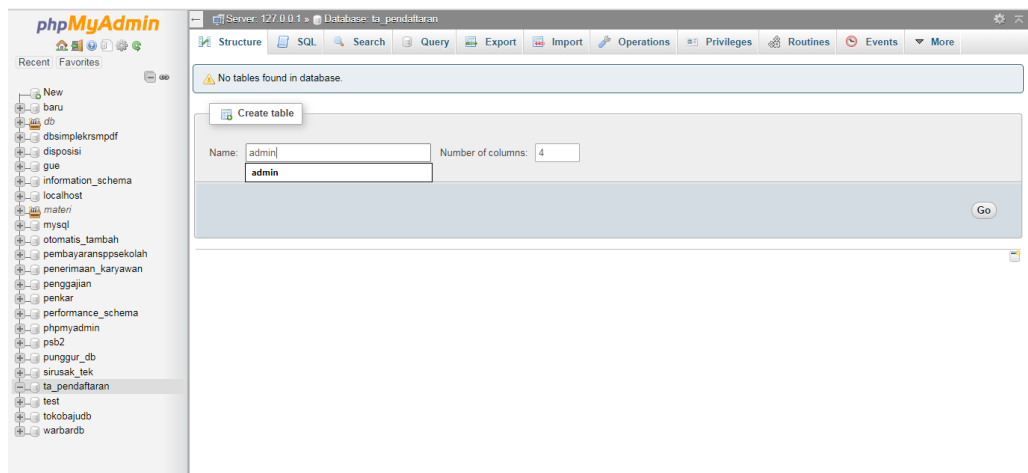 phpMyAdmin
Recent Favorites
New
baru
db
dbsimplekrsmpdf
disposisi
gue
information_schema
localhost
materi
mysql
otomatis_tambah
pembayaransppsekolah
penerimaan_karyawan
penggajian
penkar
performance_schema
phpmyadmin
psb2
punggur_db
sirusak_tek
ta_pendaftaran
test
tokobajudb
warbardb
Server: 127.0.0.1 » Database: ta_pendaftaran
Structure SQL Search Query Export Import Operations Privileges Routines Events More
No tables found in database.
Create table
Name: admin Number of columns: 4
admin
Go